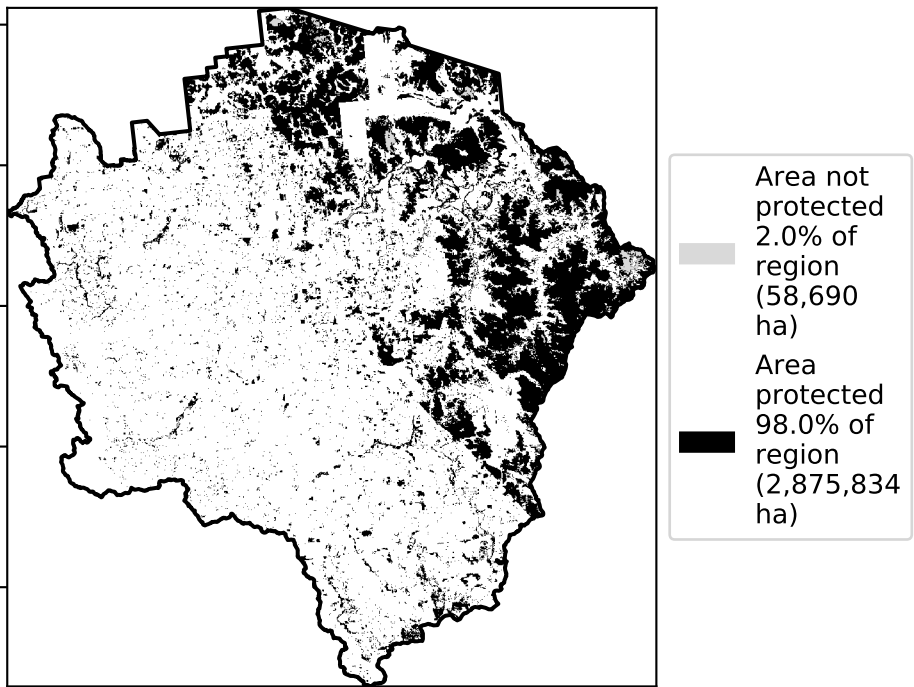 Area not
protected
2.0% of
region
(58,690
ha)
Area
protected
98.0% of
region
(2,875,834
ha)